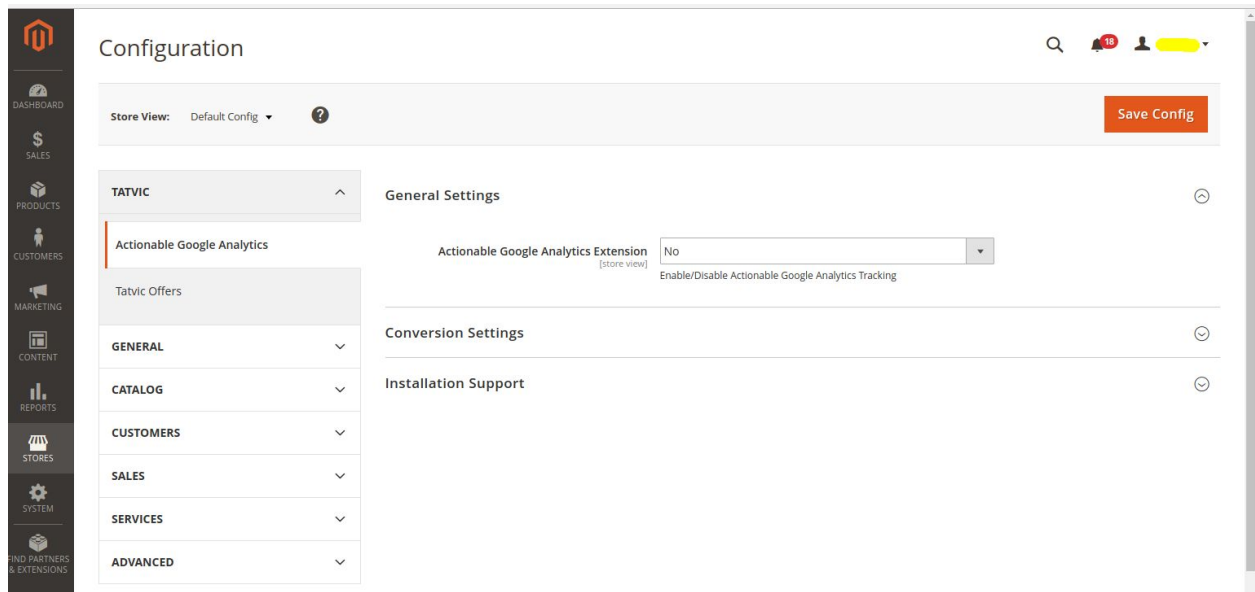 Configuration
18
DASHBOARD
SALES
PRODUCTS
CUSTOMERS
MARKETING
CONTENT
REPORTS
STORES
SYSTEM
FIND PARTNERS
& EXTENSIONS
Store View: Default Config
Save Config
TATVIC
Actionable Google Analytics
Tatvic Offers
GENERAL
CATALOG
CUSTOMERS
SALES
SERVICES
ADVANCED
General Settings
Actionable Google Analytics Extension No
[store view]
Enable/Disable Actionable Google Analytics Tracking
Conversion Settings
Installation Support